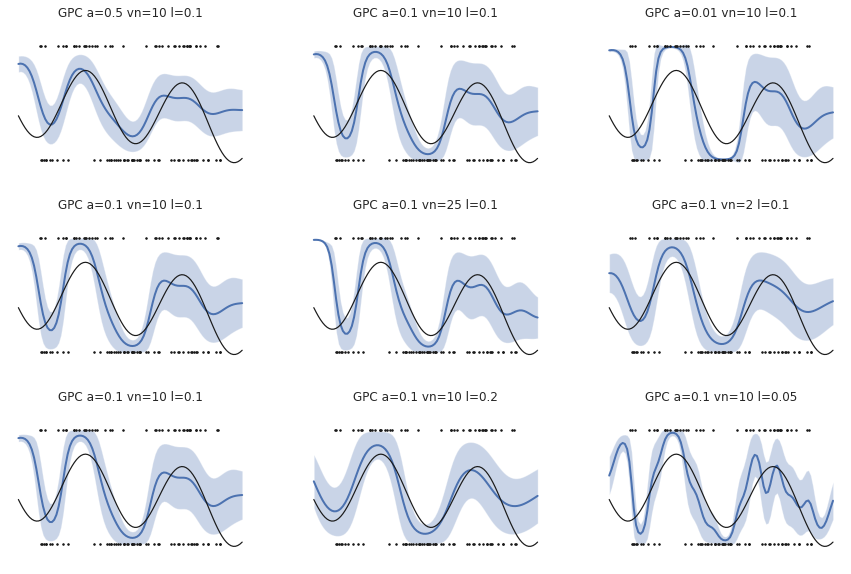 GPC a=0.5 vn=10 l=0.1
GPC a=0.1 vn=10 l=0.1
GPC a=0.01 vn=10 l=0.1
GPC a=0.1 vn=10 l=0.1
GPC a=0.1 vn=25 l=0.1
GPC a=0.1 vn=2 l=0.1
GPC a=0.1 vn=10 l=0.1
GPC a=0.1 vn=10 l=0.2
GPC a=0.1 vn=10 l=0.05